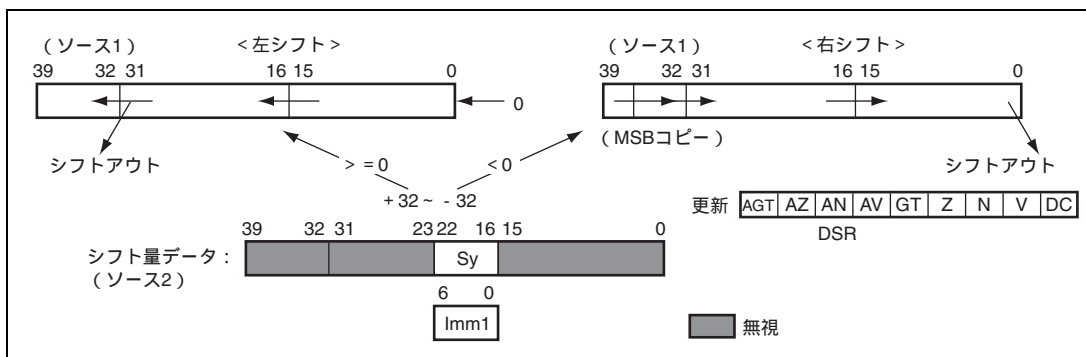 （ソース1） ＜左シフト＞ （ソース1） ＜右シフト＞
39 32 31 16 15 0 39 32 31 16 15 0
0
（MSBコピー）
シフトアウト ＞＝0 ＜0 シフトアウト
＋32～－32
更新 AGT AZ AN AV GT Z N V DC
DSR
39 32 31 23 22 16 15 0
シフト量データ： Sy
（ソース2）
6 0
Imm1 無視